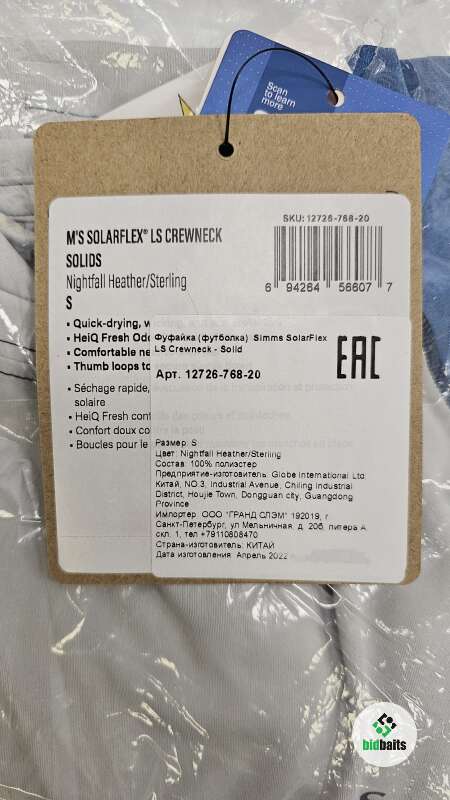 Scan
to learn
more
SKU: 12726-768-20
M'S SOLARFLEX® LS CREWNECK
SOLIDS
Nightfall Heather/Sterling
S
6 94264 56607 7
• Quick-drying,
• HeiQ Fresh
• Comfortable
• Thumb loops to
• Séchage rapide,
solaire
• HeiQ Fresh
• Confort doux
• Boucles pour le
Фуфайка (футболка) Simms SolarFlex
LS Crewneck - Solid
Арт. 12726-768-20
EAC
Размер: S
Цвет: Nightfall Heather/Sterling
Состав: 100% полиэстер
Предприятие-изготовитель: Globe International Ltd
Китай, NO.3, Industrial Avenue, Chiling Industrial
District, Houjie Town, Dongguan city, Guangdong
Province
Импортер: ООО "ГРАНД СЛЭМ" 192019, г.
Санкт-Петербург, ул Мельничная, д. 20б, литера А,
скл. 1, тел +79110808470
Страна-изготовитель: КИТАЙ
Дата изготовления: Апрель 2022
bidbaits